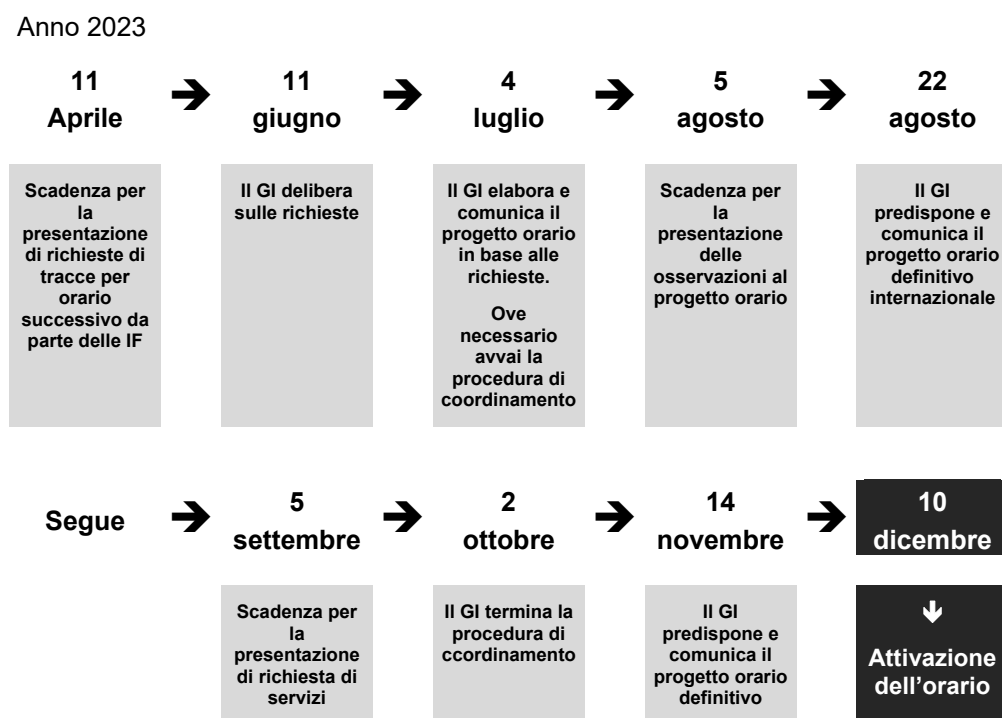 Anno 2023
11
Aprile
➔
11
giugno
➔
4
luglio
➔
5
agosto
➔
22
agosto
Scadenza per
la
presentazione
di richieste di
tracce per
orario
successivo da
parte delle IF
Il GI delibera
sulle richieste
Il GI elabora e
comunica il
progetto orario
in base alle
richieste.
Ove
necessario
avvai la
procedura di
coordinamento
Scadenza per
la
presentazione
delle
osservazioni al
progetto orario
Il GI
predispone e
comunica il
progetto orario
definitivo
internazionale
Segue
➔
5
settembre
➔
2
ottobre
➔
14
novembre
➔
10
dicembre
Scadenza per
la
presentazione
di richiesta di
servizi
Il GI termina la
procedura di
ccordinamento
Il GI
predispone e
comunica il
progetto orario
definitivo
🡫
Attivazione
dell’orario